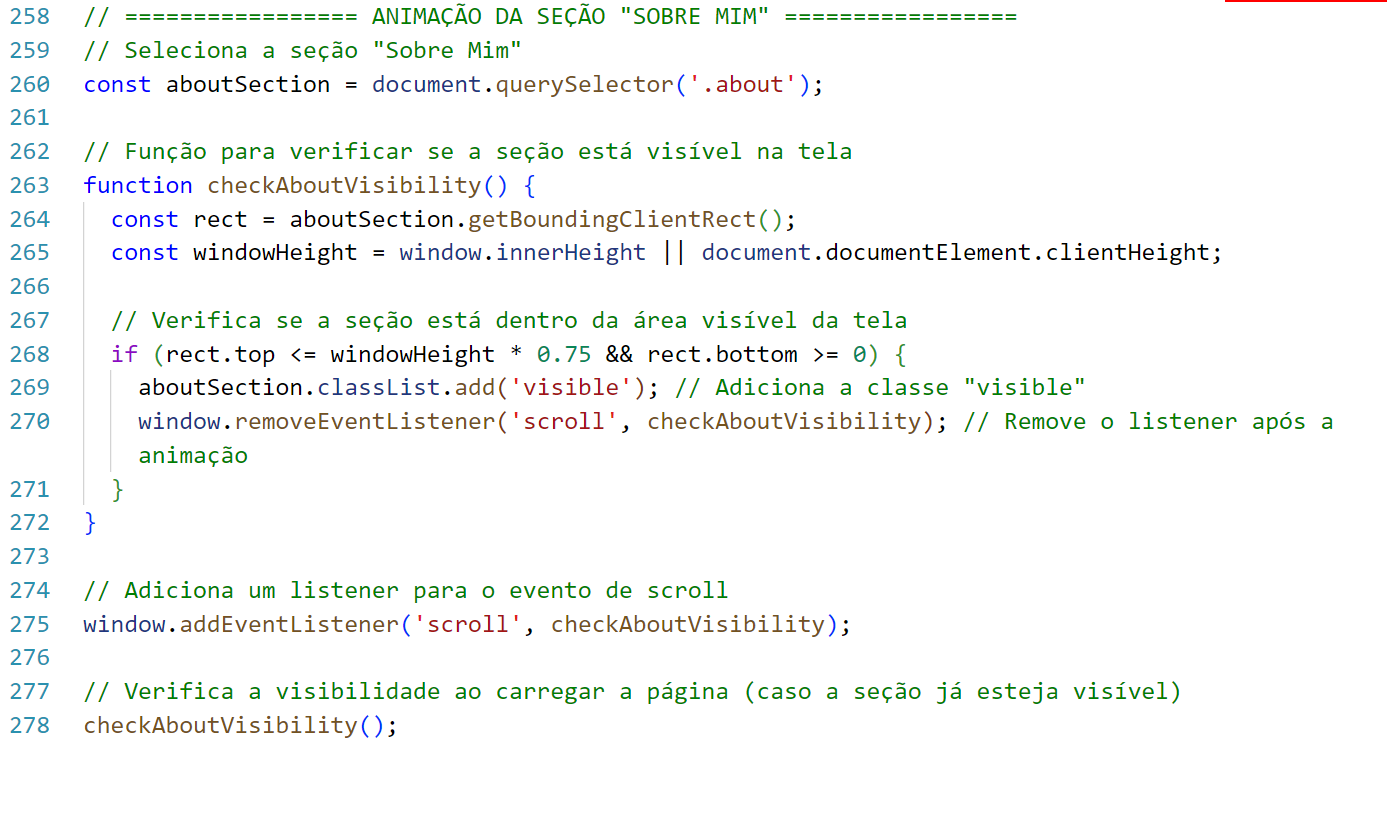 258 // ================= ANIMAÇÃO DA SEÇÃO "SOBRE MIM" =================
259 // Seleciona a seção "Sobre Mim"
260 const aboutSection = document.querySelector('.about');
261
262 // Função para verificar se a seção está visível na tela
263 function checkAboutVisibility() {
264   const rect = aboutSection.getBoundingClientRect();
265   const windowHeight = window.innerHeight || document.documentElement.clientHeight;
266
267   // Verifica se a seção está dentro da área visível da tela
268   if (rect.top <= windowHeight * 0.75 && rect.bottom >= 0) {
269     aboutSection.classList.add('visible'); // Adiciona a classe "visible"
270     window.removeEventListener('scroll', checkAboutVisibility); // Remove o listener após a
animação
271   }
272 }
273
274 // Adiciona um listener para o evento de scroll
275 window.addEventListener('scroll', checkAboutVisibility);
276
277 // Verifica a visibilidade ao carregar a página (caso a seção já esteja visível)
278 checkAboutVisibility();